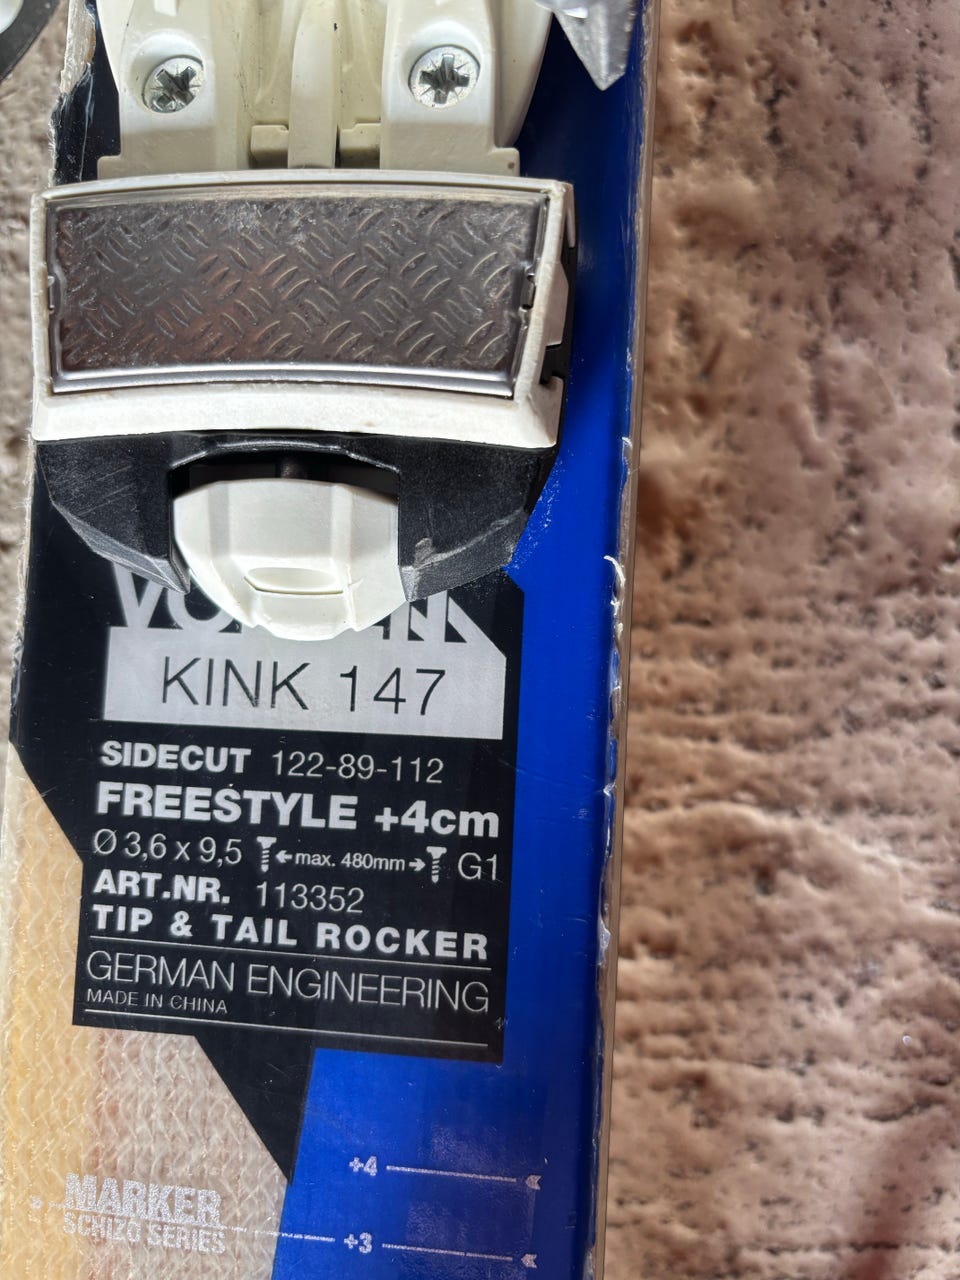 KINK 147
SIDECUT 122-89-112
FREESTYLE +4cm
Ø 3,6 x 9,5 max. 480mm G1
ART.NR. 113352
TIP & TAIL ROCKER
GERMAN ENGINEERING
MADE IN CHINA
+4
MARKER
SCHIZO SERIES
+3